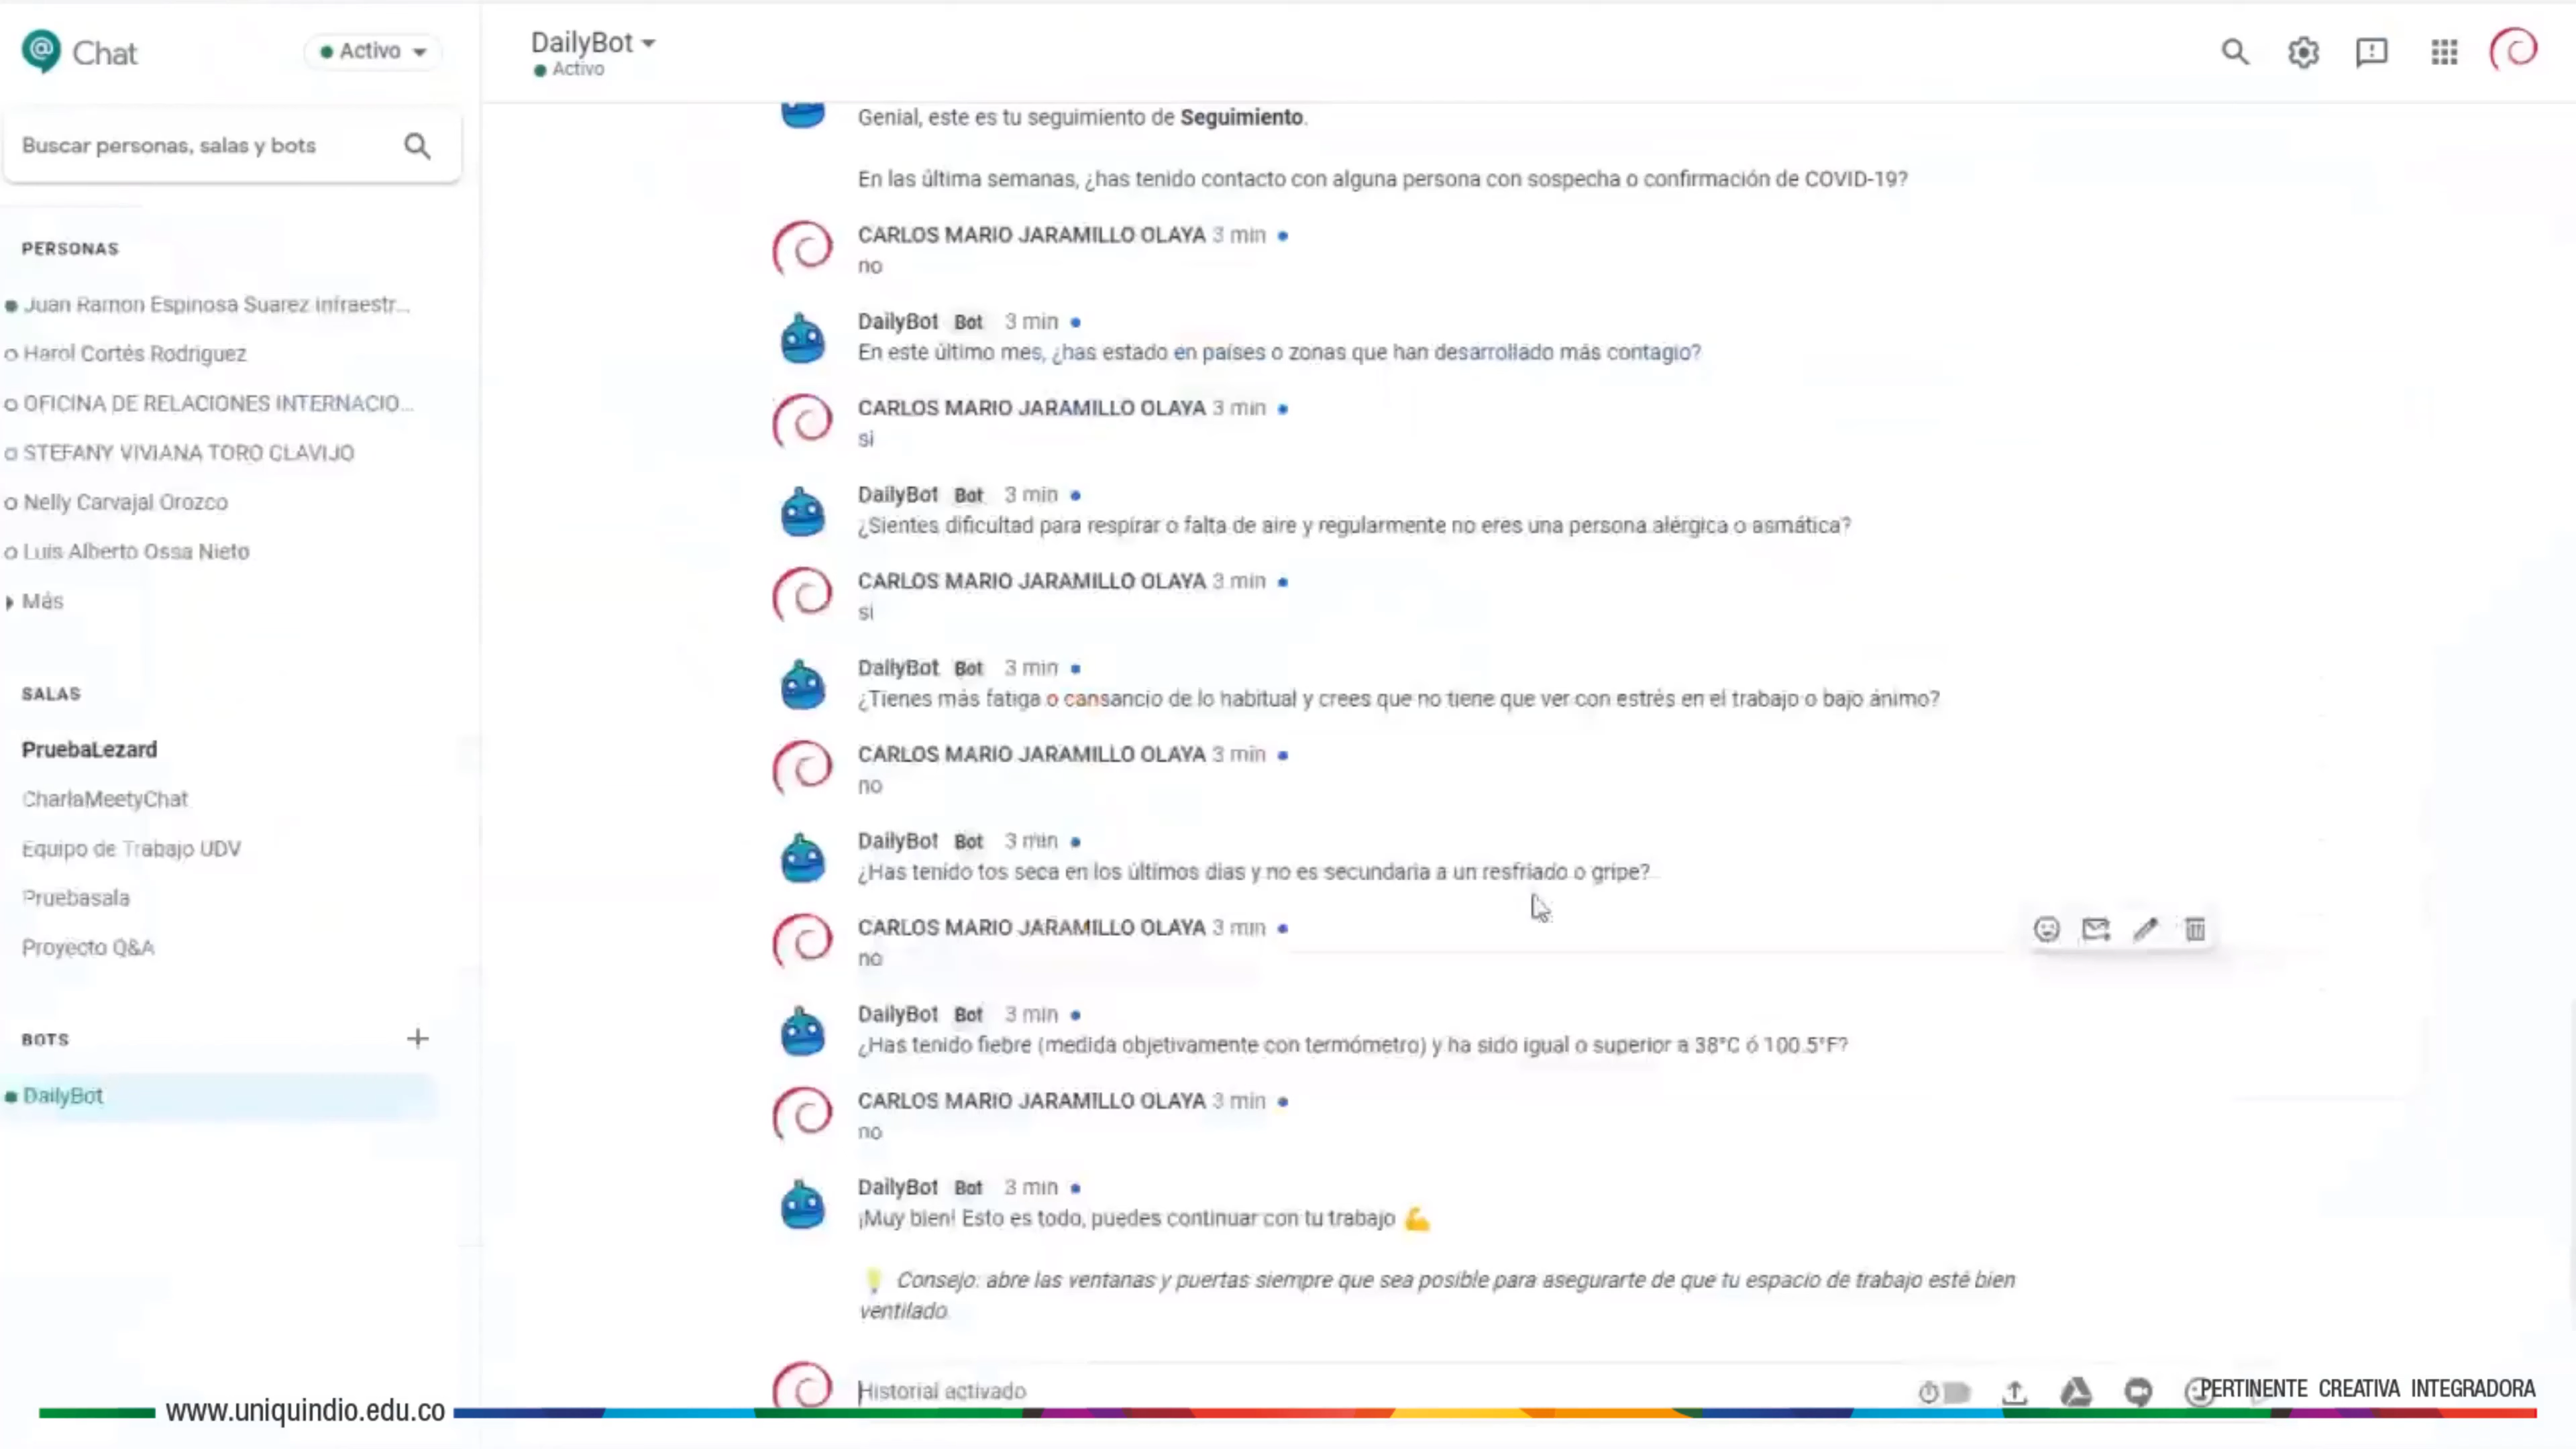 Chat
Activo
DailyBot
Activo
Buscar personas, salas y bots
PERSONAS
Juan Ramon Espinosa Suarez Infraestr...
Harol Cortés Rodriguez
OFICINA DE RELACIONES INTERNACIO...
STEFANY VIVIANA TORO CLAVIJO
Nelly Carvajal Orozco
Luis Alberto Ossa Nieto
Más
SALAS
PruebaLezard
CharlaMeetyChat
Equipo de Trabajo UDV
Pruebasala
Proyecto Q&A
BOTS
DailyBot
Genial, este es tu seguimiento de Seguimiento.
En las última semanas, ¿has tenido contacto con alguna persona con sospecha o confirmación de COVID-19?
CARLOS MARIO JARAMILLO OLAYA 3 min
no
DailyBot Bot 3 min
En este último mes, ¿has estado en países o zonas que han desarrollado más contagio?
CARLOS MARIO JARAMILLO OLAYA 3 min
si
DailyBot Bot 3 min
¿Sientes dificultad para respirar o falta de aire y regularmente no eres una persona alérgica o asmática?
CARLOS MARIO JARAMILLO OLAYA 3 min
si
DailyBot Bot 3 min
¿Tienes más fatiga o cansancio de lo habitual y crees que no tiene que ver con estrés en el trabajo o bajo ánimo?
CARLOS MARIO JARAMILLO OLAYA 3 min
no
DailyBot Bot 3 min
¿Has tenido tos seca en los últimos días y no es secundaria a un resfriado o gripe?
CARLOS MARIO JARAMILLO OLAYA 3 min
no
DailyBot Bot 3 min
¿Has tenido fiebre (medida objetivamente con termómetro) y ha sido igual o superior a 38°C ó 100.5°F?
CARLOS MARIO JARAMILLO OLAYA 3 min
no
DailyBot Bot 3 min
¡Muy bien! Esto es todo, puedes continuar con tu trabajo 💪
💡 Consejo: abre las ventanas y puertas siempre que sea posible para asegurarte de que tu espacio de trabajo esté bien
ventilado.
Historial activado
www.uniquindio.edu.co
PERTINENTE CREATIVA INTEGRADORA